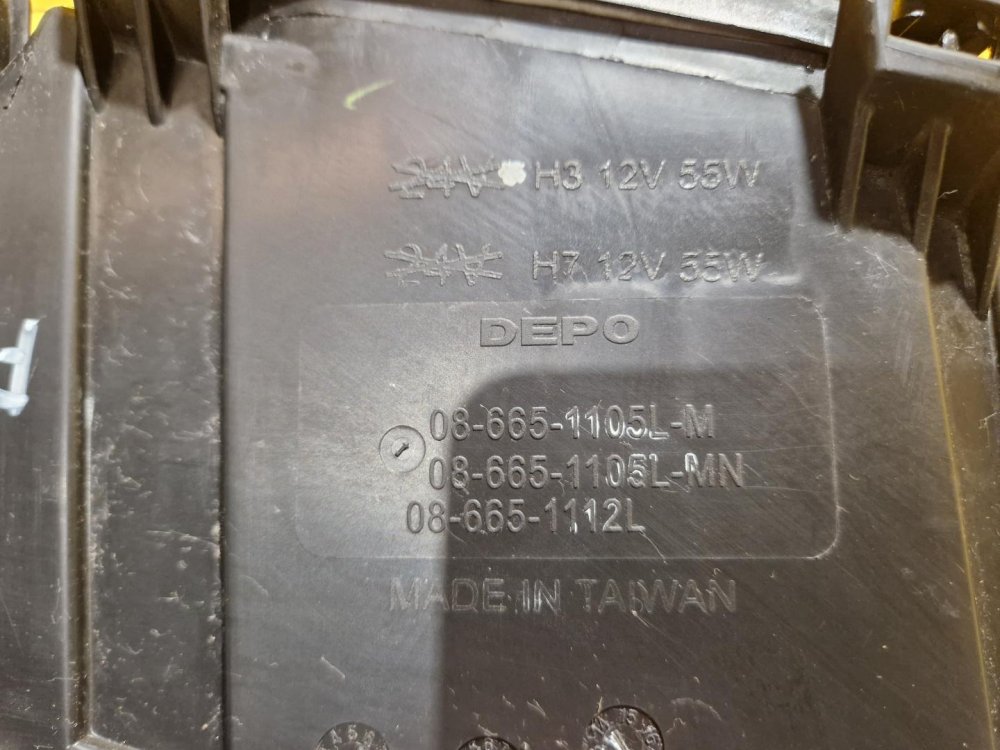 H3 12V 55W
H7 12V 55W
DEPO
08-665-1105L-M
08-665-1105L-MN
08-665-1112L
MADE IN TAIWAN